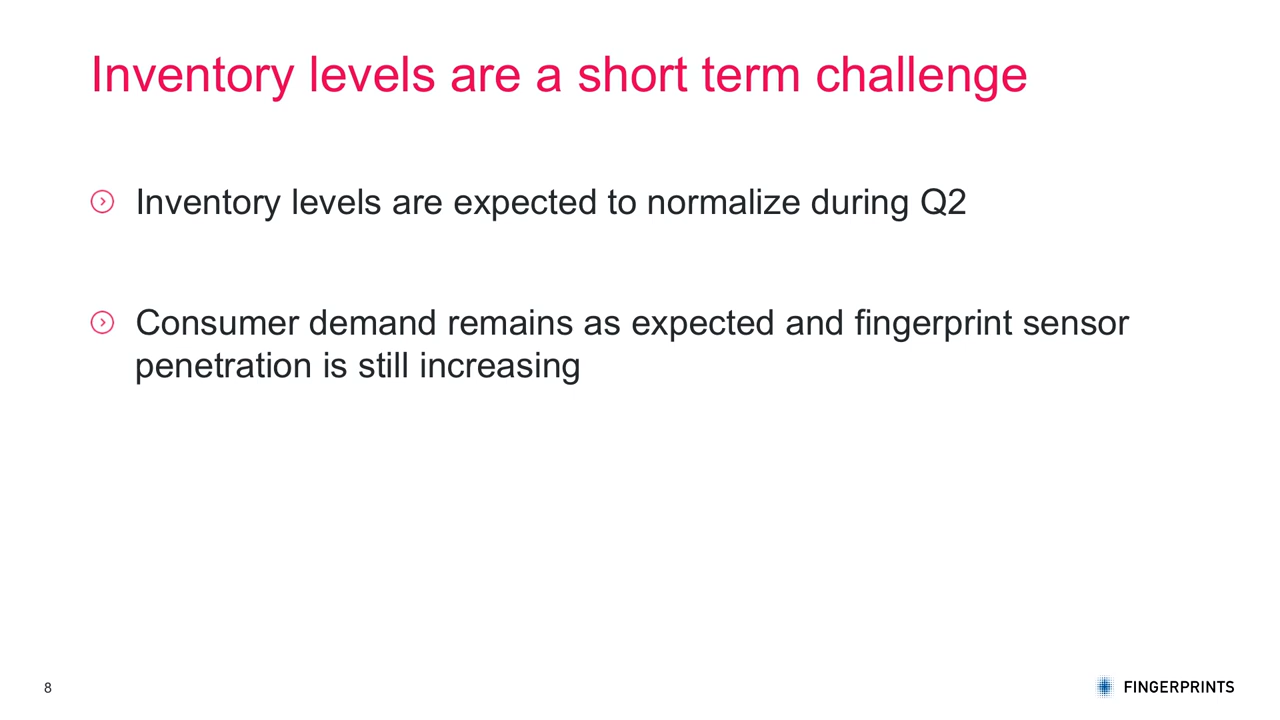 Inventory levels are a short term challenge
Inventory levels are expected to normalize during Q2
Consumer demand remains as expected and fingerprint sensor
penetration is still increasing
8
FINGERPRINTS